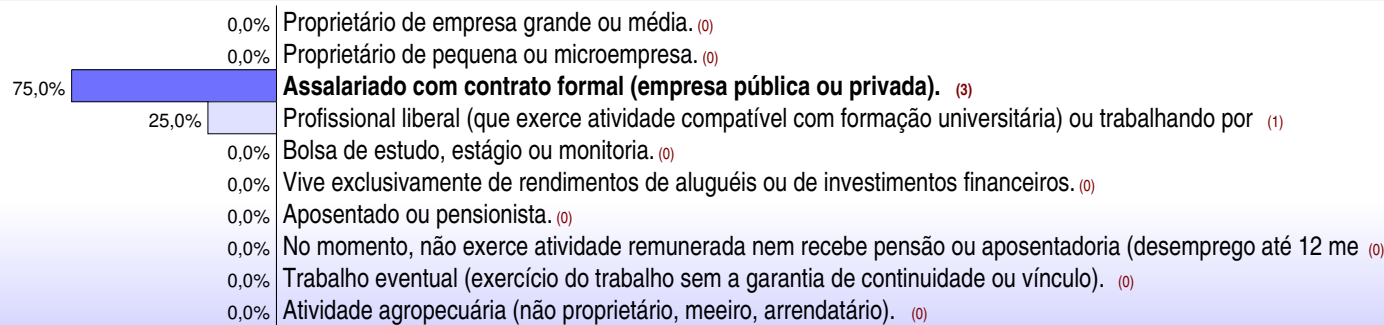 0,0% Proprietário de empresa grande ou média. (0)
0,0% Proprietário de pequena ou microempresa. (0)
75,0% Assalariado com contrato formal (empresa pública ou privada). (3)
25,0% Profissional liberal (que exerce atividade compatível com formação universitária) ou trabalhando por (1)
0,0% Bolsa de estudo, estágio ou monitoria. (0)
0,0% Vive exclusivamente de rendimentos de aluguéis ou de investimentos financeiros. (0)
0,0% Aposentado ou pensionista. (0)
0,0% No momento, não exerce atividade remunerada nem recebe pensão ou aposentadoria (desemprego até 12 me (0)
0,0% Trabalho eventual (exercício do trabalho sem a garantia de continuidade ou vínculo). (0)
0,0% Atividade agropecuária (não proprietário, meeiro, arrendatário). (0)